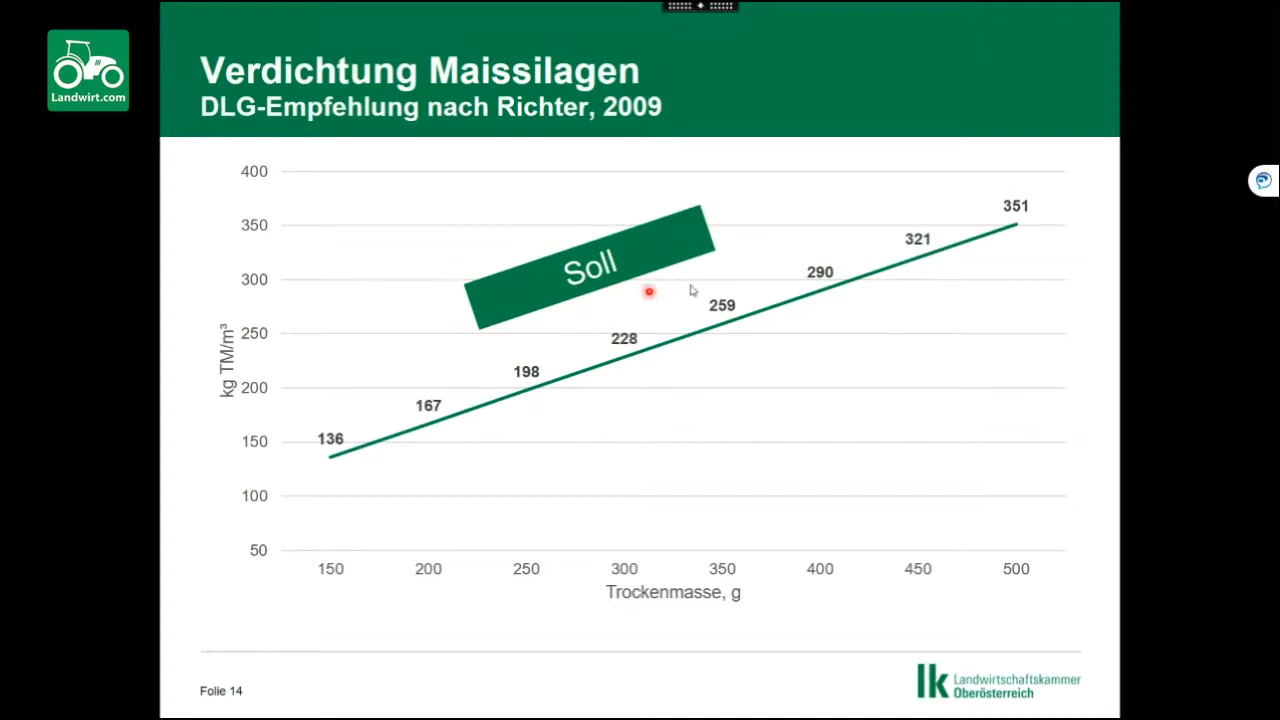 Landwirt.com
Verdichtung Maissilagen
DLG-Empfehlung nach Richter, 2009
400
350
300
250
200
150
100
50
kg TM/m³
Soll
136
167
198
228
259
290
321
351
150 200 250 300 350 400 450 500
Trockenmasse, g
Folie 14
lk Landwirtschaftskammer
Oberösterreich